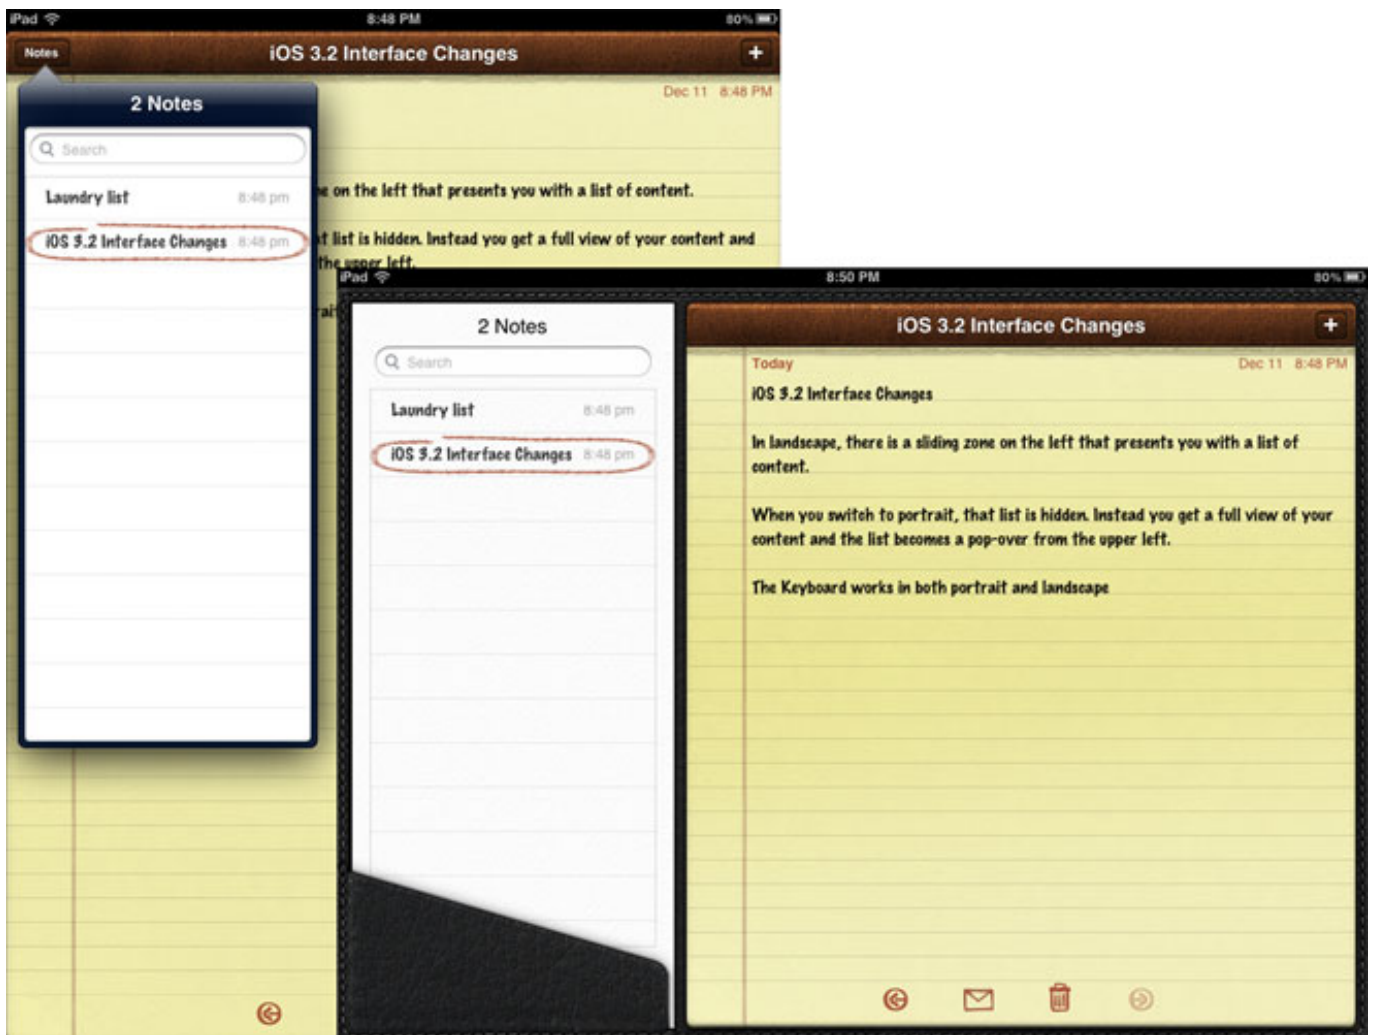 iPad 8:48 PM 80%
Notes iOS 3.2 Interface Changes +
Dec 11 8:48 PM
2 Notes
Search
Laundry list 8:48 pm
iOS 3.2 Interface Changes 8:48 pm
on the left that presents you with a list of content.
list is hidden. Instead you get a full view of your content and
the upper left.
iPad 8:50 PM 80%
2 Notes
Search
Laundry list 8:48 pm
iOS 3.2 Interface Changes 8:48 pm
iOS 3.2 Interface Changes +
Today Dec 11 8:48 PM
iOS 3.2 Interface Changes
In landscape, there is a sliding zone on the left that presents you with a list of
content.
When you switch to portrait, that list is hidden. Instead you get a full view of your
content and the list becomes a pop-over from the upper left.
The Keyboard works in both portrait and landscape